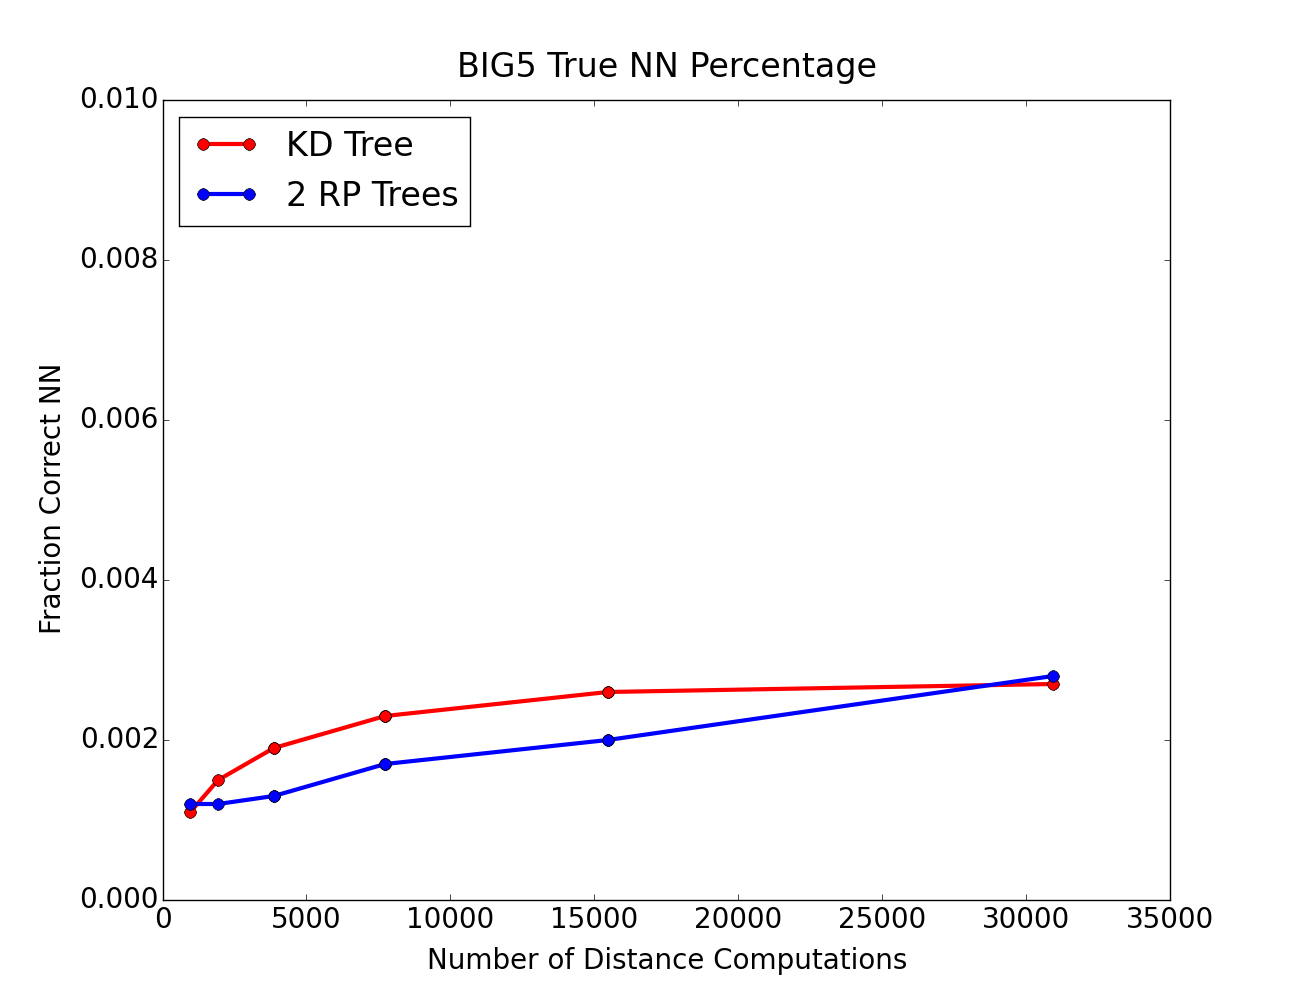 BIG5 True NN Percentage
KD Tree
2 RP Trees
0.010
0.008
0.006
0.004
0.002
0.000
Fraction Correct NN
0 5000 10000 15000 20000 25000 30000 35000
Number of Distance Computations